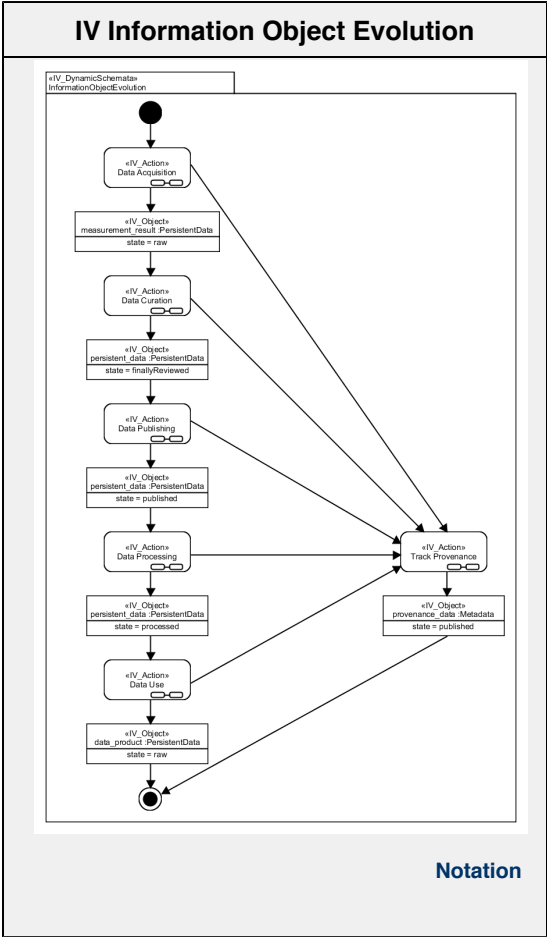 IV Information Object Evolution
«IV_DynamicSchemata»
InformationObjectEvolution
«IV_Action»
Data Acquisition
«IV_Object»
measurement_result :PersistentData
state = raw
«IV_Action»
Data Curation
«IV_Object»
persistent_data :PersistentData
state = finallyReviewed
«IV_Action»
Data Publishing
«IV_Object»
persistent_data :PersistentData
state = published
«IV_Action»
Data Processing
«IV_Action»
Track Provenance
«IV_Object»
persistent_data :PersistentData
state = processed
«IV_Object»
provenance_data :Metadata
state = published
«IV_Action»
Data Use
«IV_Object»
data_product :PersistentData
state = raw
Notation